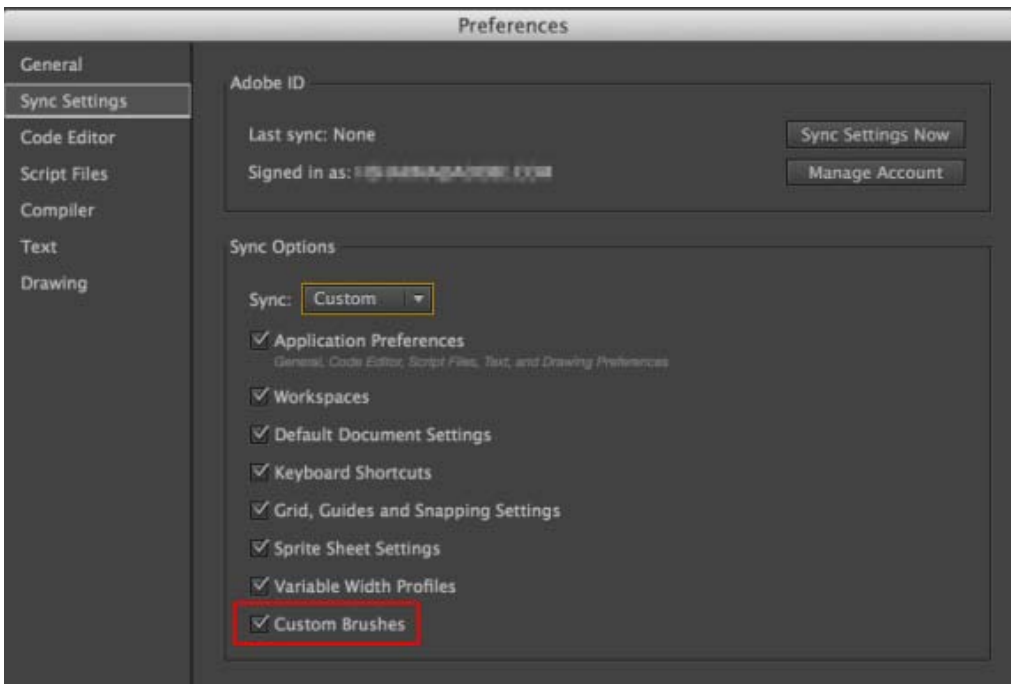 Preferences
General
Sync Settings
Code Editor
Script Files
Compiler
Text
Drawing
Adobe ID
Last sync: None
Sync Settings Now
Signed in as:
Manage Account
Sync Options
Sync: Custom
Application Preferences
General, Code Editor, Script Files, Text, and Drawing Preferences
Workspaces
Default Document Settings
Keyboard Shortcuts
Grid, Guides and Snapping Settings
Sprite Sheet Settings
Variable Width Profiles
Custom Brushes